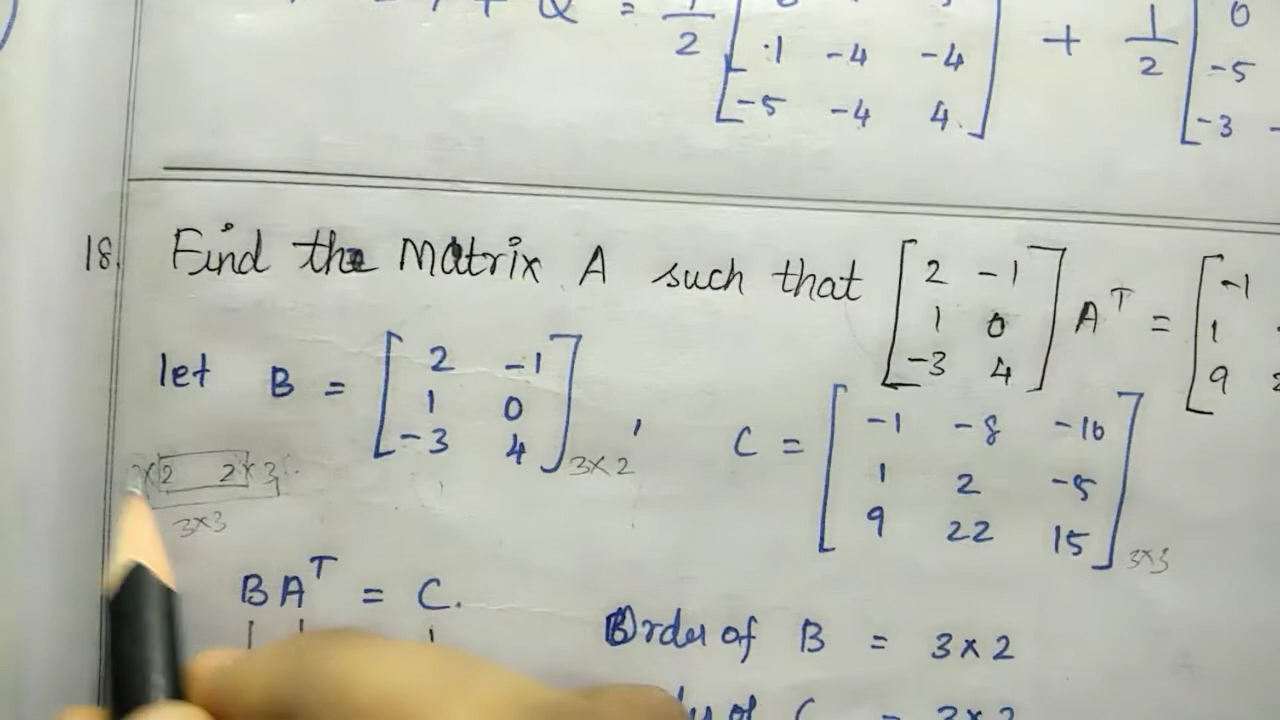 Q = 1/2 [ -1 -4 -4 -5 -4 4 ] + 1/2 [ 0 -5 -3
18. Find the Matrix A such that [ 2 -1 1 0 -3 4 ] A^T = [ -1 1 9
let B = [ 2 -1 1 0 -3 4 ] 3×2 , C = [ -1 -8 -10 1 2 -5 9 22 15 ] 3×3
×2 2×3
3×3
BA^T = C.
Order of B = 3×2
of C = 3×3